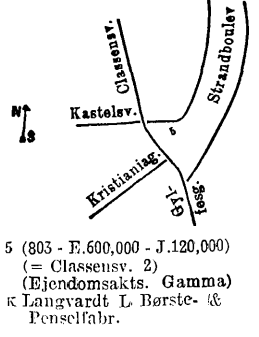 Classensv.
Strandboulev
N
S
Kastelsv.
5
Kristianiag.
Gyl-
fesg.
5 (803 - E.600,000 - J.120,000)
(= Classensv. 2)
(Ejendomsakts. Gamma)
K Langvardt L Børste- &
Penselfabr.